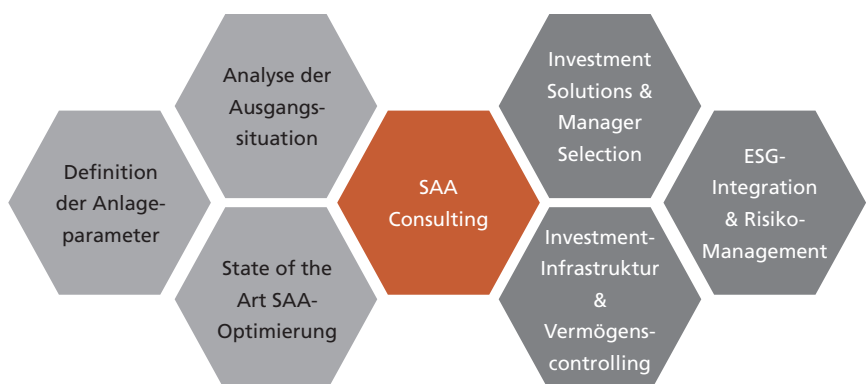 Definition
der Anlage-
parameter
Analyse der
Ausgangs-
situation
State of the
Art SAA-
Optimierung
SAA
Consulting
Investment
Solutions &
Manager
Selection
Investment-
Infrastruktur
&
Vermögens-
controlling
ESG-
Integration
& Risiko-
Management